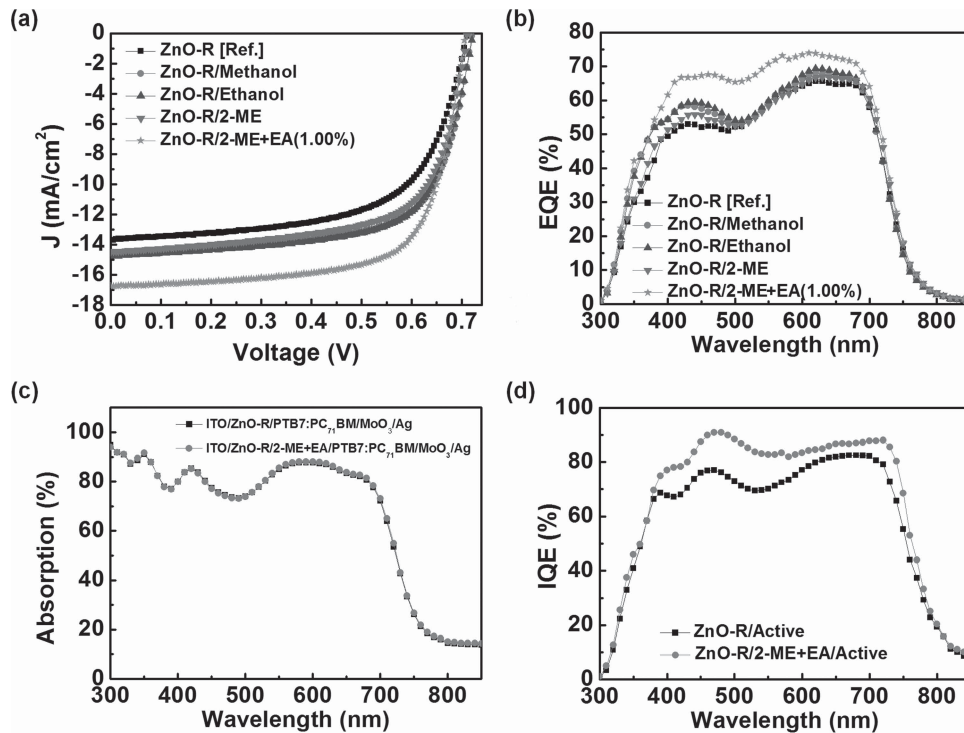 (a)
0
-2
-4
-6
-8
-10
-12
-14
-16
-18
J (mA/cm²)
ZnO-R [Ref.]
ZnO-R/Methanol
ZnO-R/Ethanol
ZnO-R/2-ME
ZnO-R/2-ME+EA(1.00%)
0.0 0.1 0.2 0.3 0.4 0.5 0.6 0.7
Voltage (V)
(b)
80
70
60
50
40
30
20
10
0
EQE (%)
ZnO-R [Ref.]
ZnO-R/Methanol
ZnO-R/Ethanol
ZnO-R/2-ME
ZnO-R/2-ME+EA(1.00%)
300 400 500 600 700 800
Wavelength (nm)
(c)
100
80
60
40
20
0
Absorption (%)
ITO/ZnO-R/PTB7:PC₇₁BM/MoO₃/Ag
ITO/ZnO-R/2-ME+EA/PTB7:PC₇₁BM/MoO₃/Ag
300 400 500 600 700 800
Wavelength (nm)
(d)
100
80
60
40
20
0
IQE (%)
ZnO-R/Active
ZnO-R/2-ME+EA/Active
300 400 500 600 700 800
Wavelength (nm)